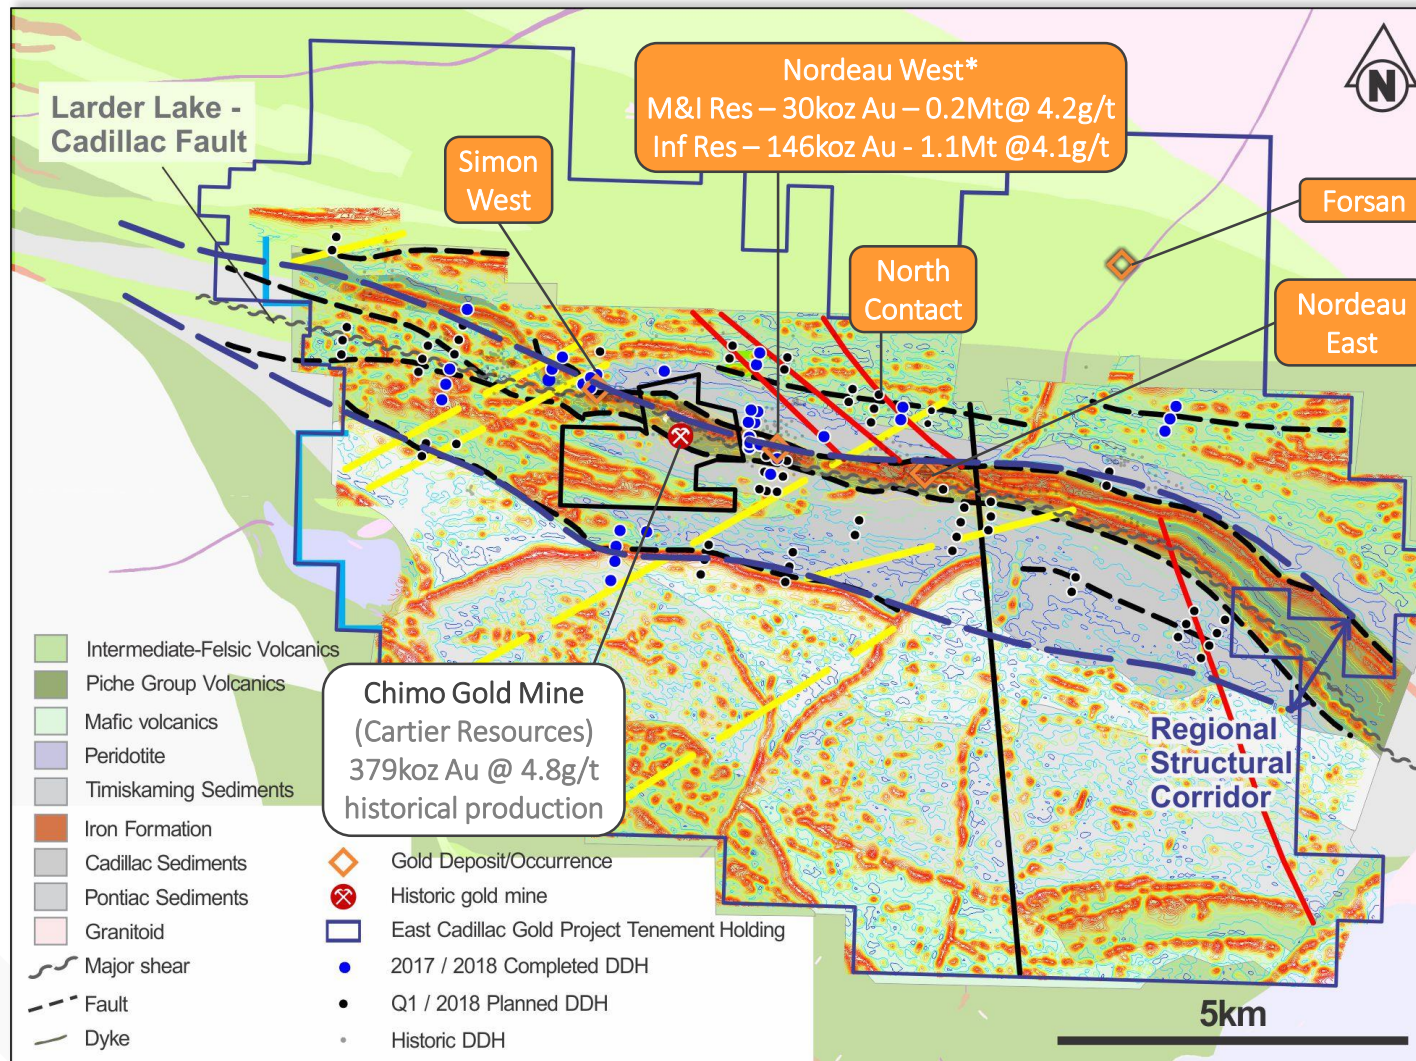 Larder Lake -
Cadillac Fault
Simon
West
Nordeau West*
M&I Res – 30koz Au – 0.2Mt@ 4.2g/t
Inf Res – 146koz Au - 1.1Mt @4.1g/t
N
Forsan
North
Contact
Nordeau
East
Chimo Gold Mine
(Cartier Resources)
379koz Au @ 4.8g/t
historical production
Regional
Structural
Corridor
Intermediate-Felsic Volcanics
Piche Group Volcanics
Mafic volcanics
Peridotite
Timiskaming Sediments
Iron Formation
Cadillac Sediments
Pontiac Sediments
Granitoid
Major shear
Fault
Dyke
Gold Deposit/Occurrence
Historic gold mine
East Cadillac Gold Project Tenement Holding
2017 / 2018 Completed DDH
Q1 / 2018 Planned DDH
Historic DDH
5km